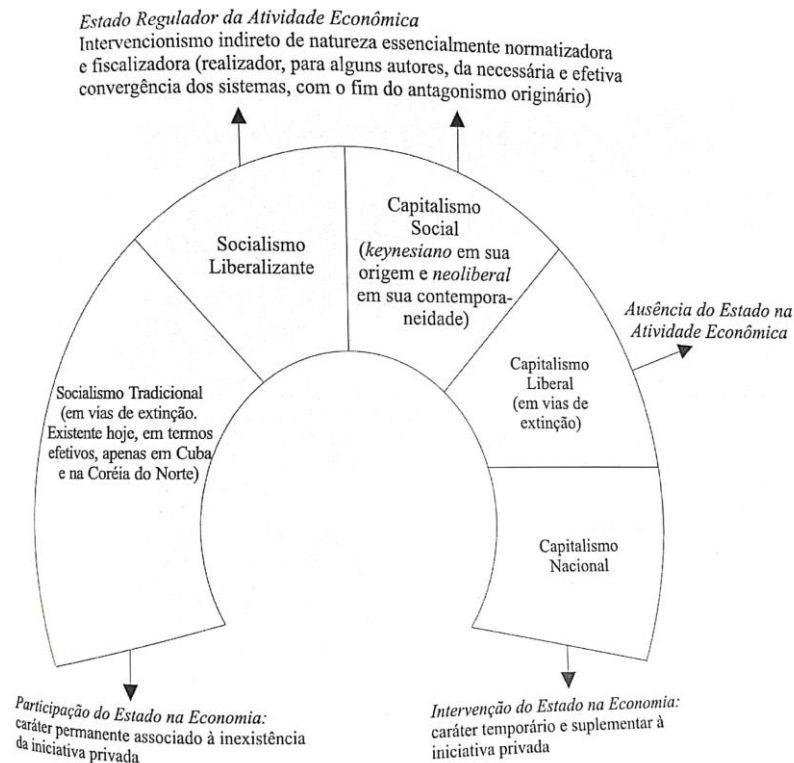 Estado Regulador da Atividade Econômica
Intervencionismo indireto de natureza essencialmente normatizadora
e fiscalizadora (realizador, para alguns autores, da necessária e efetiva
convergência dos sistemas, com o fim do antagonismo originário)
Socialismo
Liberalizante
Capitalismo
Social
(keynesiano em sua
origem e neoliberal
em sua contempora-
neidade)
Ausência do Estado na
Atividade Econômica
Socialismo Tradicional
(em vias de extinção.
Existente hoje, em termos
efetivos, apenas em Cuba
e na Coréia do Norte)
Capitalismo
Liberal
(em vias de
extinção)
Capitalismo
Nacional
Participação do Estado na Economia:
caráter permanente associado à inexistência
da iniciativa privada
Intervenção do Estado na Economia:
caráter temporário e suplementar à
iniciativa privada